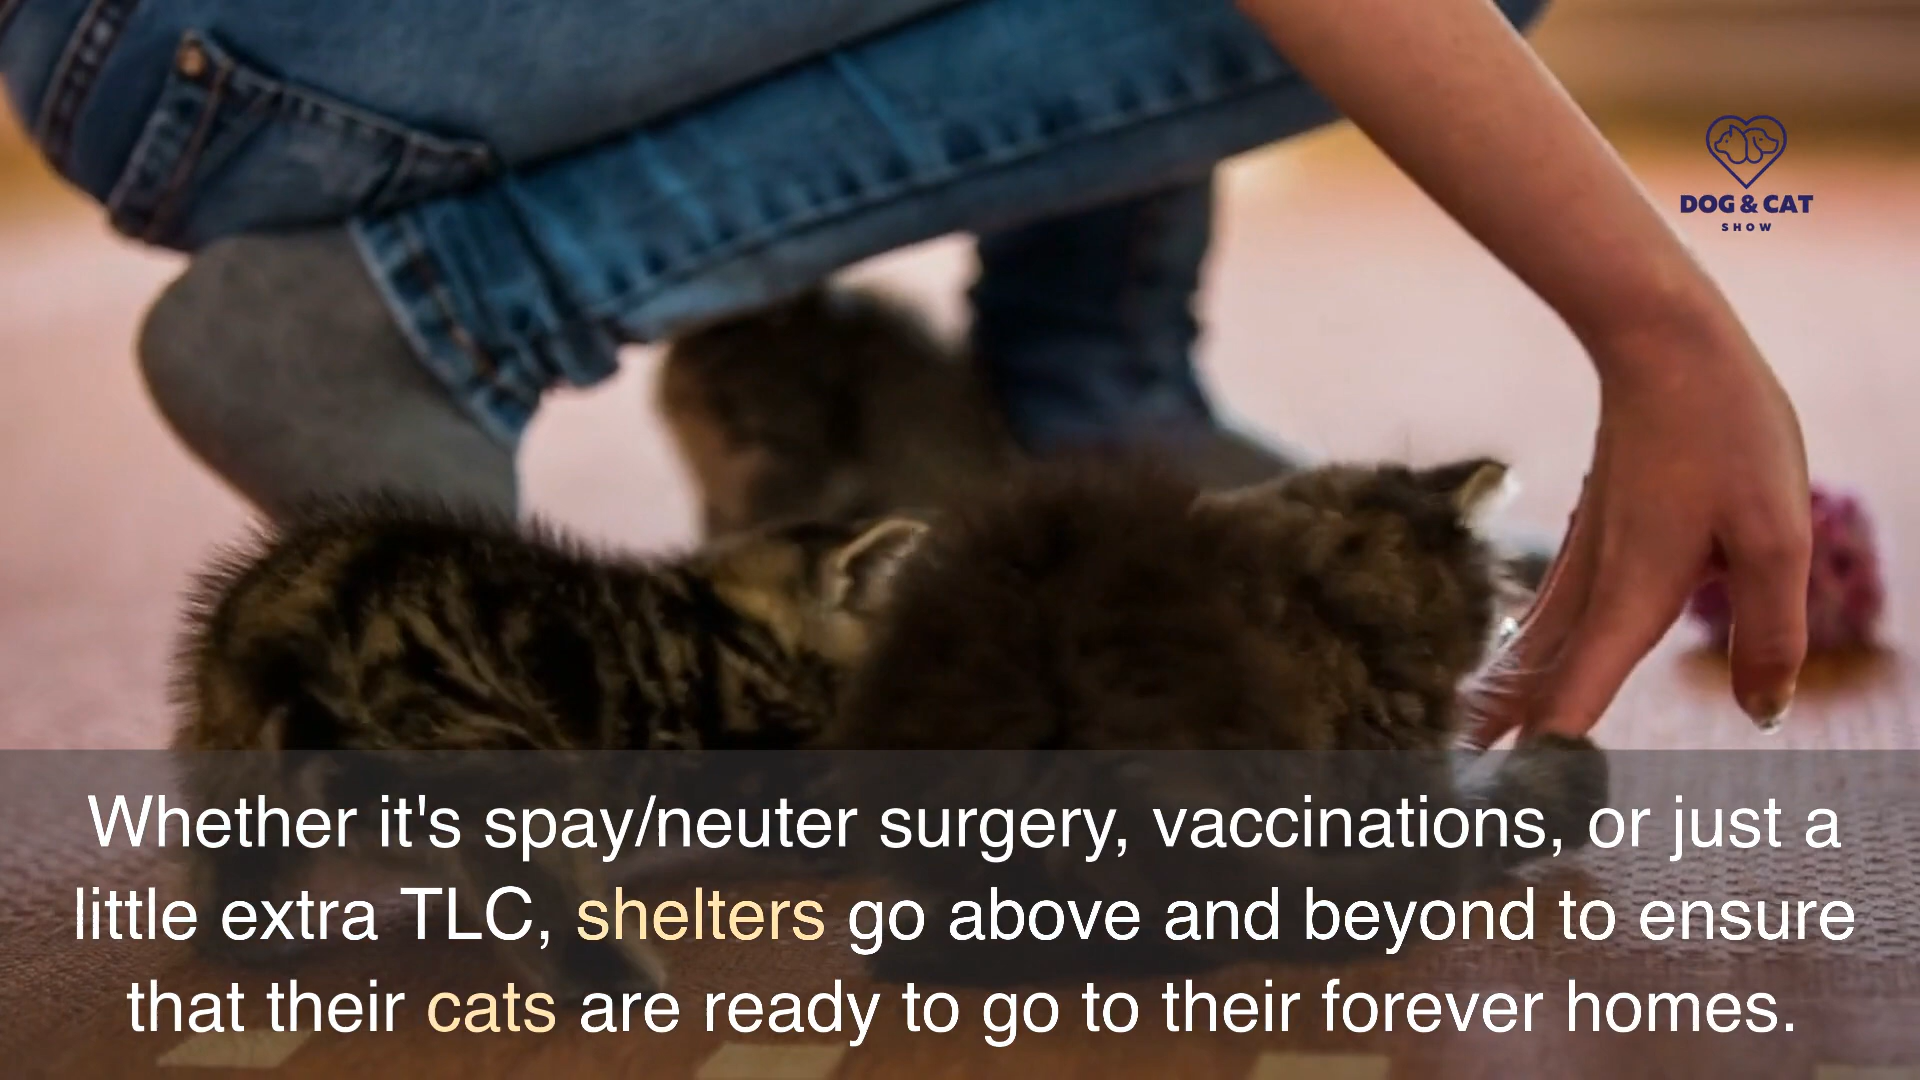 DOG & CAT
SHOW
Whether it's spay/neuter surgery, vaccinations, or just a
little extra TLC, shelters go above and beyond to ensure
that their cats are ready to go to their forever homes.